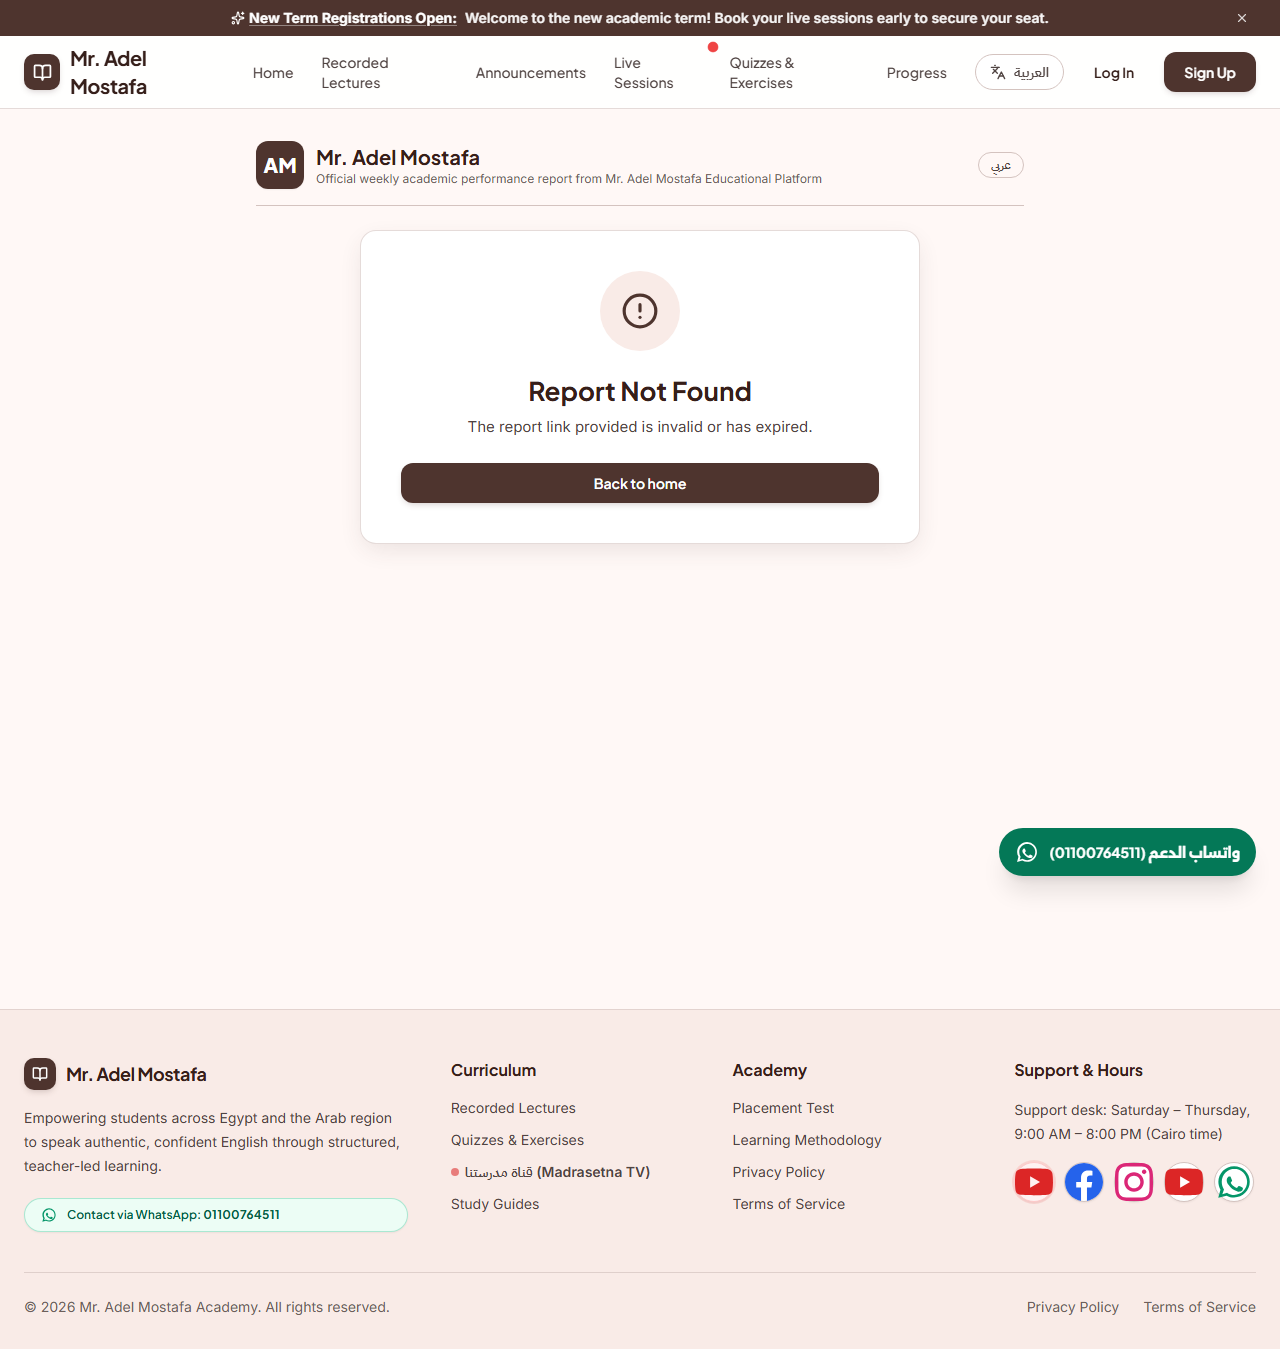 New Term Registrations Open: Welcome to the new academic term! Book your live sessions early to secure your seat.
Mr. Adel Mostafa
Home
Recorded Lectures
Announcements
Live Sessions
Quizzes & Exercises
Progress
العربية
Log In
Sign Up
AM
Mr. Adel Mostafa
Official weekly academic performance report from Mr. Adel Mostafa Educational Platform
عربي
Report Not Found
The report link provided is invalid or has expired.
Back to home
واتساب الدعم (01100764511)
Mr. Adel Mostafa
Empowering students across Egypt and the Arab region
to speak authentic, confident English through structured,
teacher-led learning.
Contact via WhatsApp: 01100764511
Curriculum
Recorded Lectures
Quizzes & Exercises
قناة مدرستنا (Madrasetna TV)
Study Guides
Academy
Placement Test
Learning Methodology
Privacy Policy
Terms of Service
Support & Hours
Support desk: Saturday – Thursday,
9:00 AM – 8:00 PM (Cairo time)
© 2026 Mr. Adel Mostafa Academy. All rights reserved.
Privacy Policy
Terms of Service